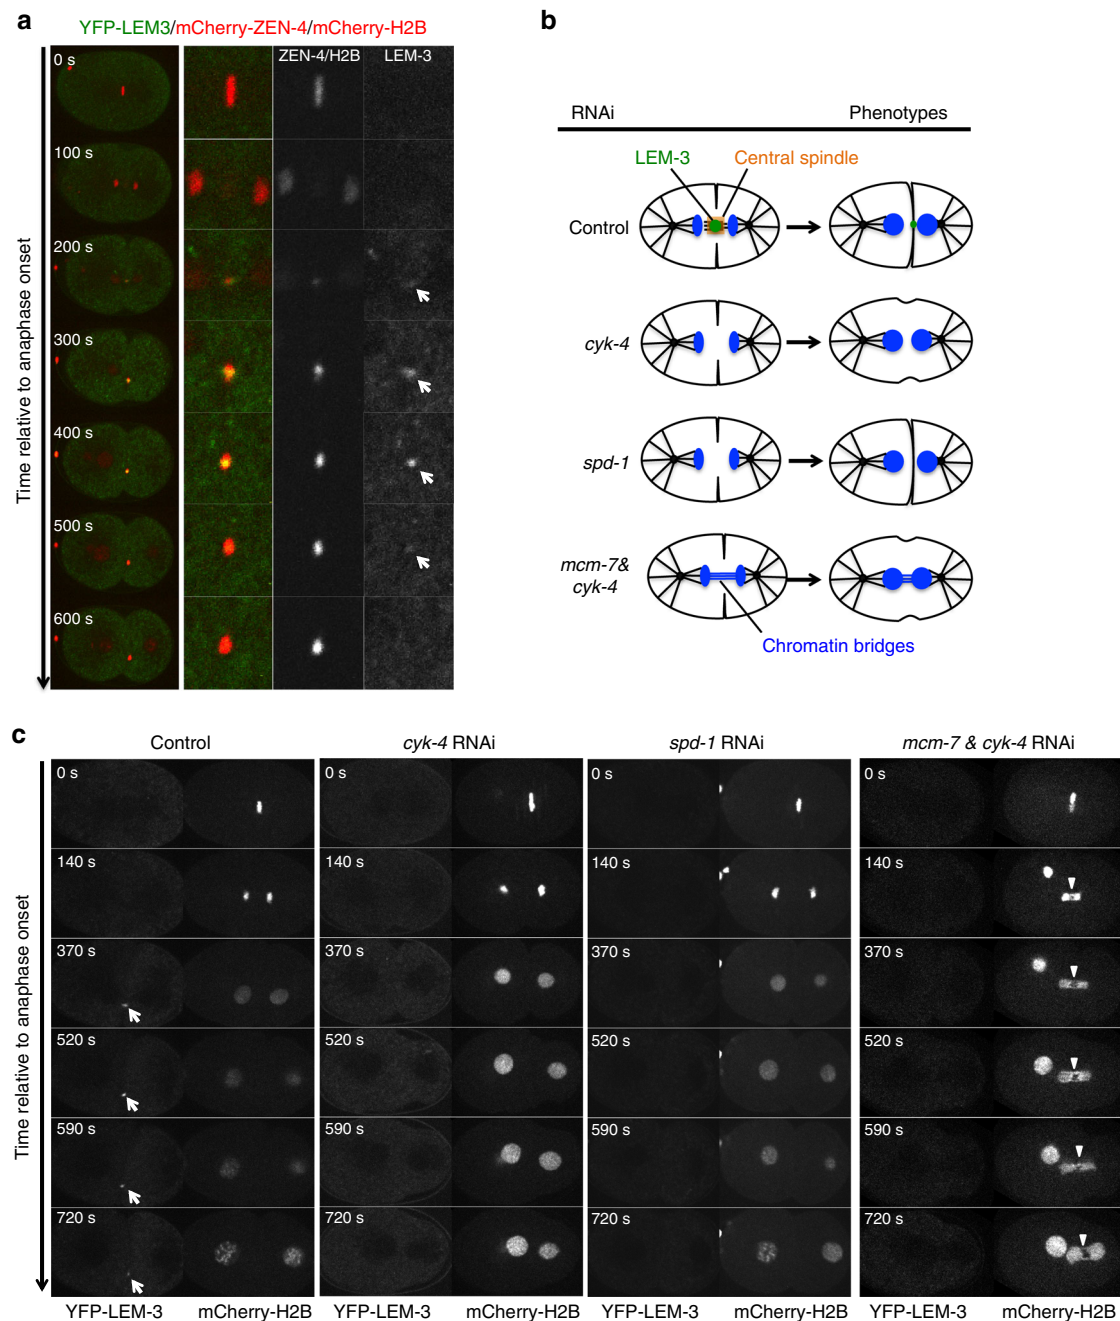 a
YFP-LEM3/mCherry-ZEN-4/mCherry-H2B
ZEN-4/H2B
LEM-3
Time relative to anaphase onset
0 s
100 s
200 s
300 s
400 s
500 s
600 s
b
RNAi
Phenotypes
LEM-3
Central spindle
Control
cyk-4
spd-1
mcm-7&
cyk-4
Chromatin bridges
c
Control
cyk-4 RNAi
spd-1 RNAi
mcm-7 & cyk-4 RNAi
Time relative to anaphase onset
0 s
0 s
0 s
0 s
140 s
140 s
140 s
140 s
370 s
370 s
370 s
370 s
520 s
520 s
520 s
520 s
590 s
590 s
590 s
590 s
720 s
720 s
720 s
720 s
YFP-LEM-3
mCherry-H2B
YFP-LEM-3
mCherry-H2B
YFP-LEM-3
mCherry-H2B
YFP-LEM-3
mCherry-H2B